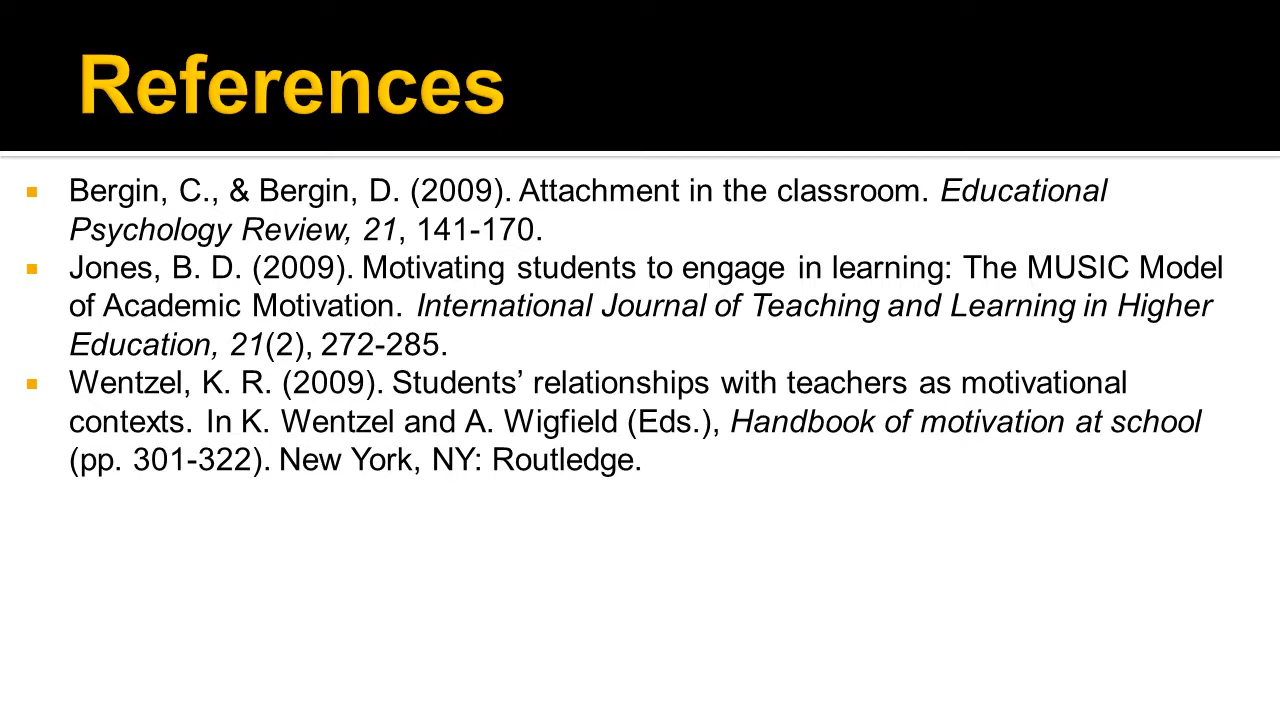 References
Bergin, C., & Bergin, D. (2009). Attachment in the classroom. Educational
Psychology Review, 21, 141-170.
Jones, B. D. (2009). Motivating students to engage in learning: The MUSIC Model
of Academic Motivation. International Journal of Teaching and Learning in Higher
Education, 21(2), 272-285.
Wentzel, K. R. (2009). Students’ relationships with teachers as motivational
contexts. In K. Wentzel and A. Wigfield (Eds.), Handbook of motivation at school
(pp. 301-322). New York, NY: Routledge.